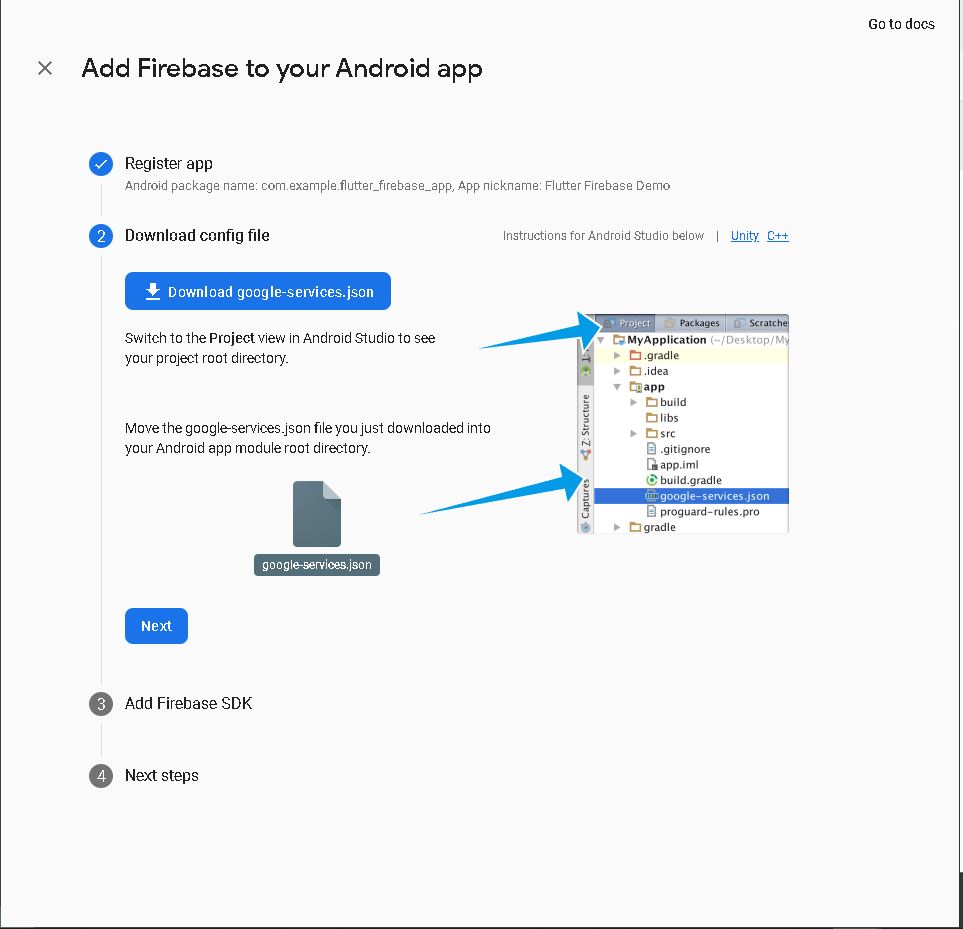 Go to docs
Add Firebase to your Android app
Register app
Android package name: com.example.flutter_firebase_app, App nickname: Flutter Firebase Demo
2
Download config file
Instructions for Android Studio below | Unity C++
Download google-services.json
Switch to the Project view in Android Studio to see
your project root directory.
Move the google-services.json file you just downloaded into
your Android app module root directory.
google-services.json
Project Packages Scratche
MyApplication (~/Desktop/My
.gradle
.idea
app
build
libs
src
.gitignore
app.iml
build.gradle
google-services.json
proguard-rules.pro
gradle
Z: Structure
Captures
Next
3
Add Firebase SDK
4
Next steps